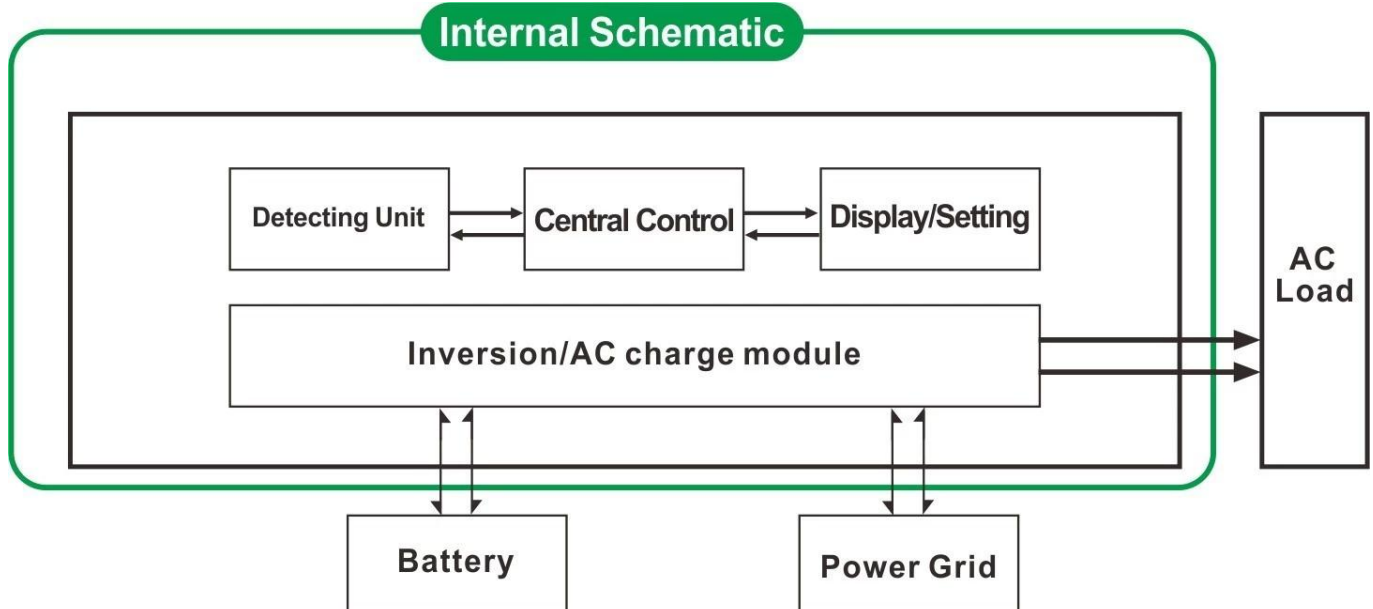 Internal Schematic
Detecting Unit
Central Control
Display/Setting
AC
Load
Inversion/AC charge module
Battery
Power Grid